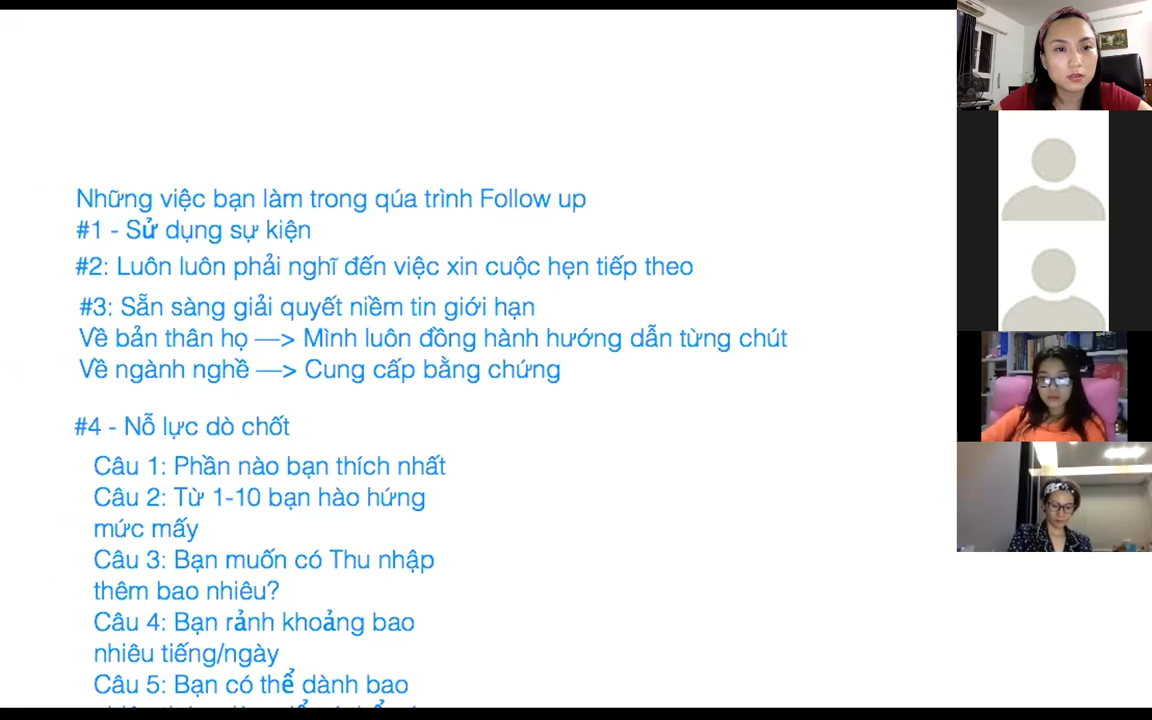 Những việc bạn làm trong qúa trình Follow up
#1 - Sử dụng sự kiện
#2: Luôn luôn phải nghĩ đến việc xin cuộc hẹn tiếp theo
#3: Sẵn sàng giải quyết niềm tin giới hạn
Về bản thân họ —> Mình luôn đồng hành hướng dẫn từng chút
Về ngành nghề —> Cung cấp bằng chứng
#4 - Nỗ lực dò chốt
Câu 1: Phần nào bạn thích nhất
Câu 2: Từ 1-10 bạn hào hứng
mức mấy
Câu 3: Bạn muốn có Thu nhập
thêm bao nhiêu?
Câu 4: Bạn rảnh khoảng bao
nhiêu tiếng/ngày
Câu 5: Bạn có thể dành bao